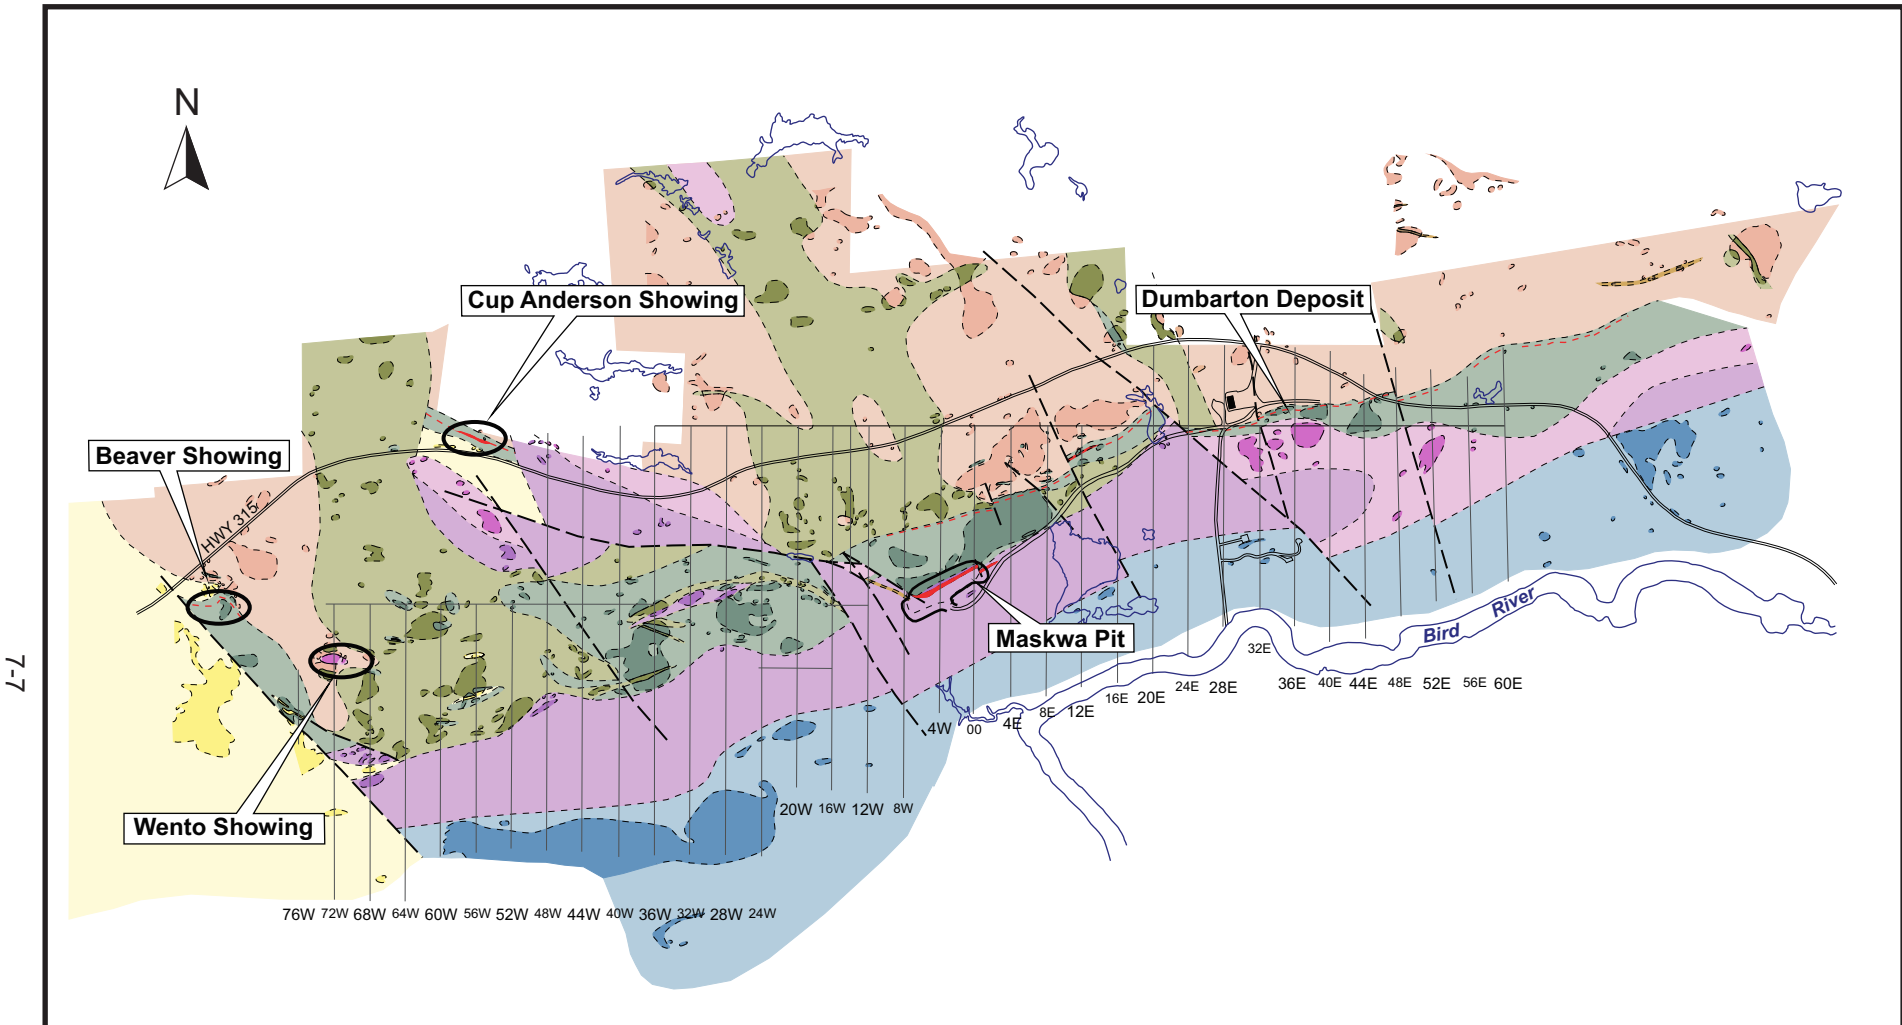 N
Cup Anderson Showing
Dumbarton Deposit
Beaver Showing
HWY 315
Bird River
Maskwa Pit
Wento Showing
32E
4W 00 4E 8E 12E 16E 20E 24E 28E 36E 40E 44E 48E 52E 56E 60E
20W 16W 12W 8W
76W 72W 68W 64W 60W 56W 52W 48W 44W 40W 36W 32W 28W 24W
7-7